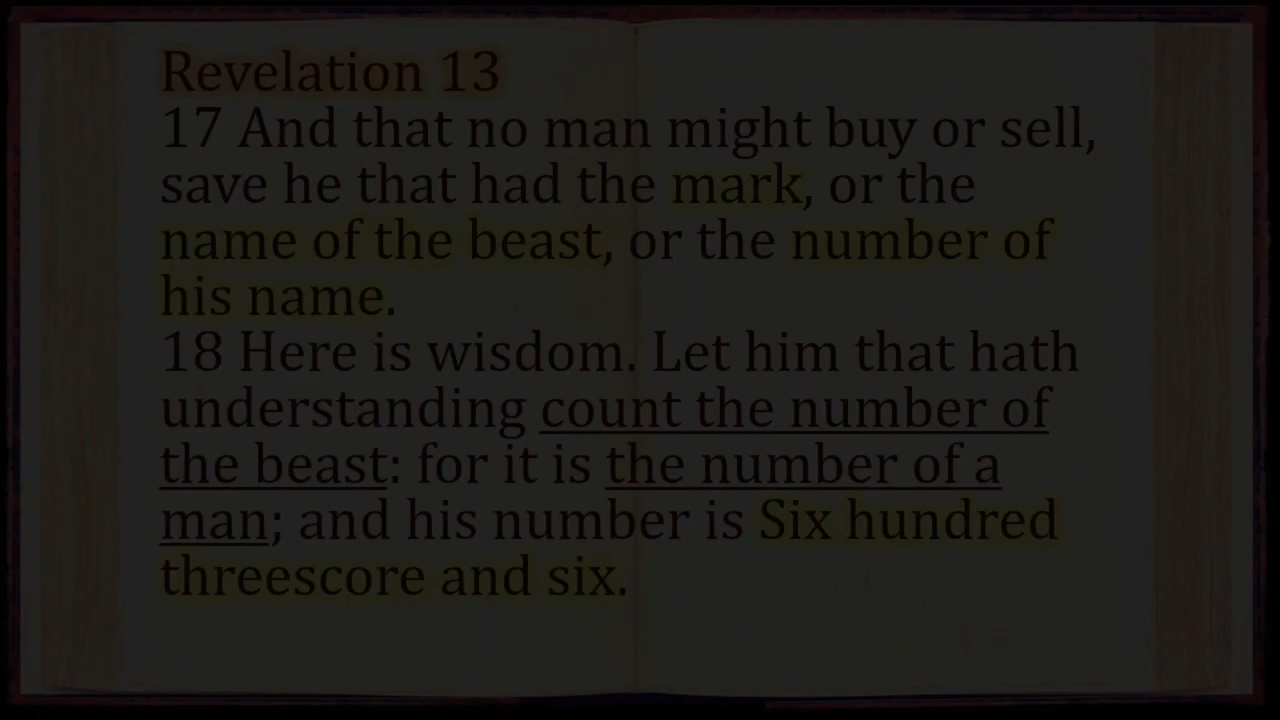 Revelation 13
17 And that no man might buy or sell,
save he that had the mark, or the
name of the beast, or the number of
his name.
18 Here is wisdom. Let him that hath
understanding count the number of
the beast: for it is the number of a
man; and his number is Six hundred
threescore and six.